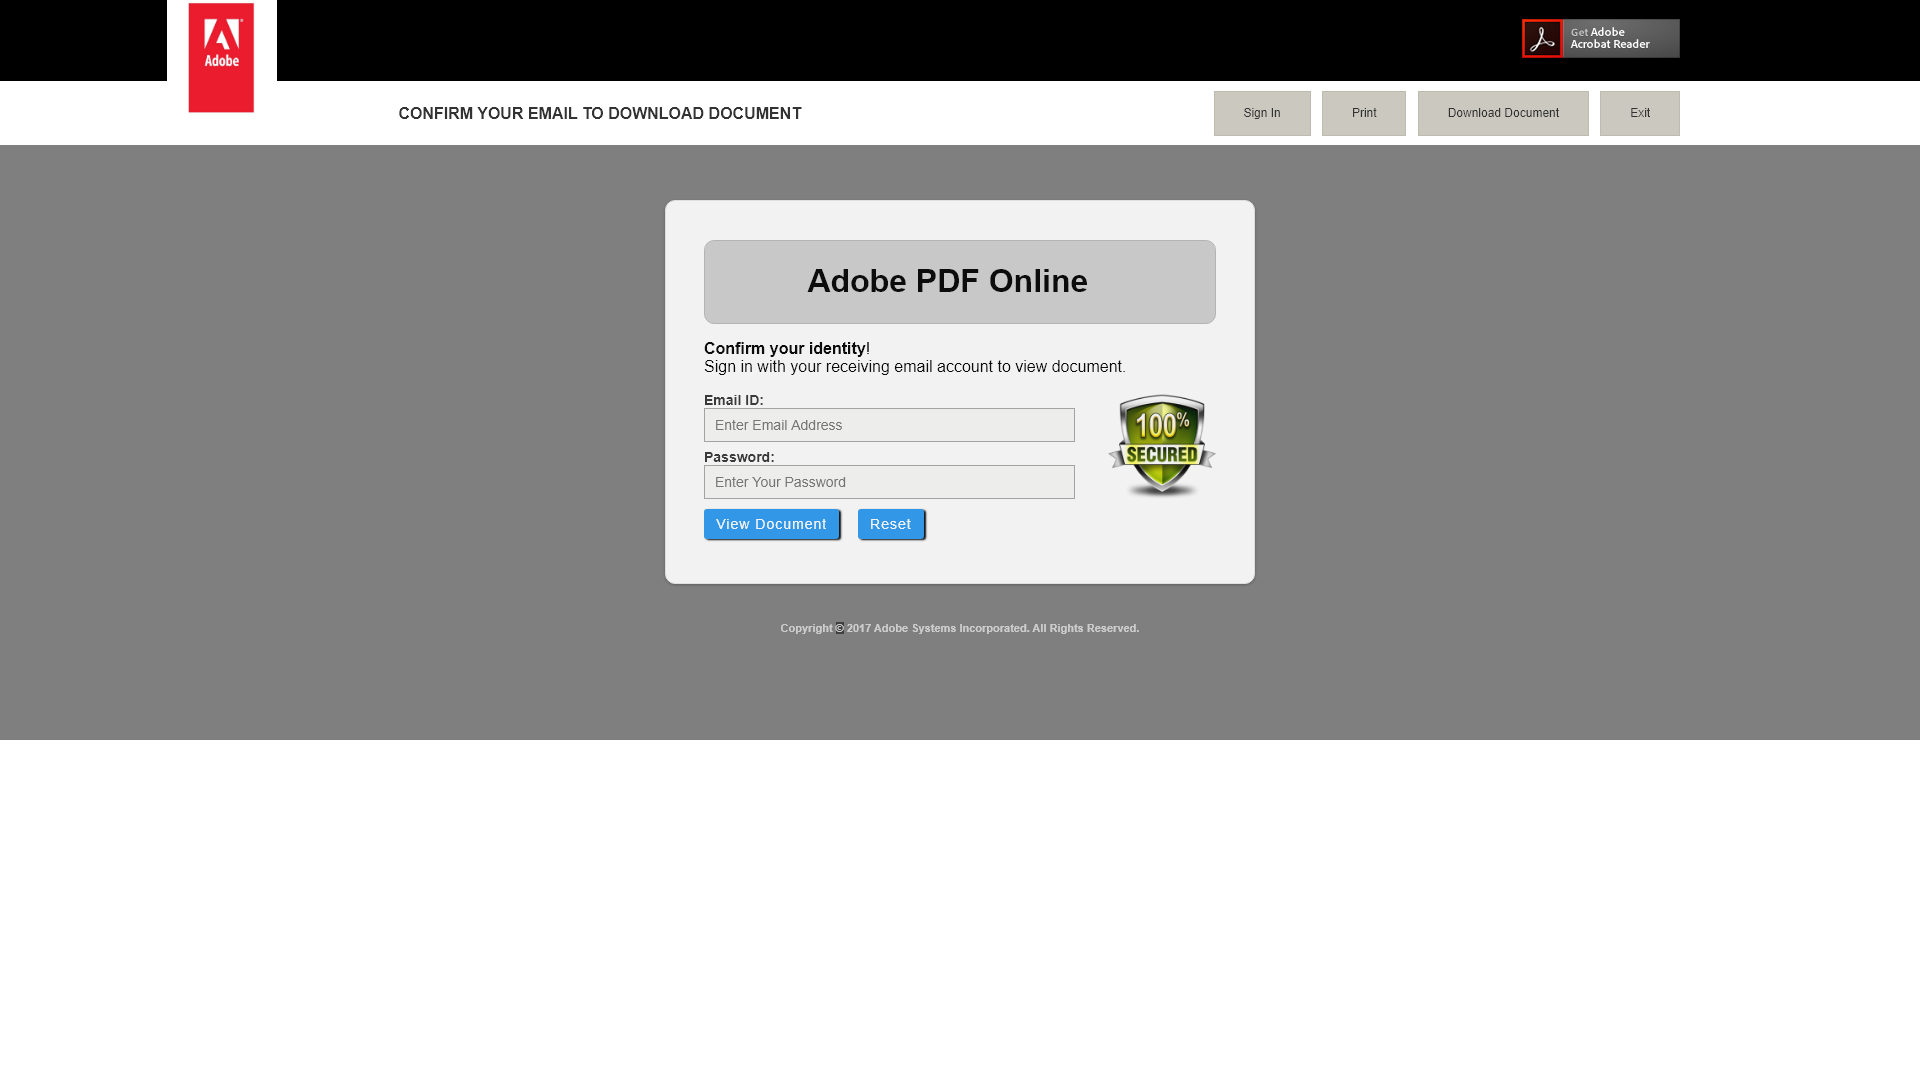 Adobe
Get Adobe
Acrobat Reader
CONFIRM YOUR EMAIL TO DOWNLOAD DOCUMENT
Sign In
Print
Download Document
Exit
Adobe PDF Online
Confirm your identity!
Sign in with your receiving email account to view document.
Email ID:
Enter Email Address
100%
SECURED
Password:
Enter Your Password
View Document
Reset
Copyright © 2017 Adobe Systems Incorporated. All Rights Reserved.